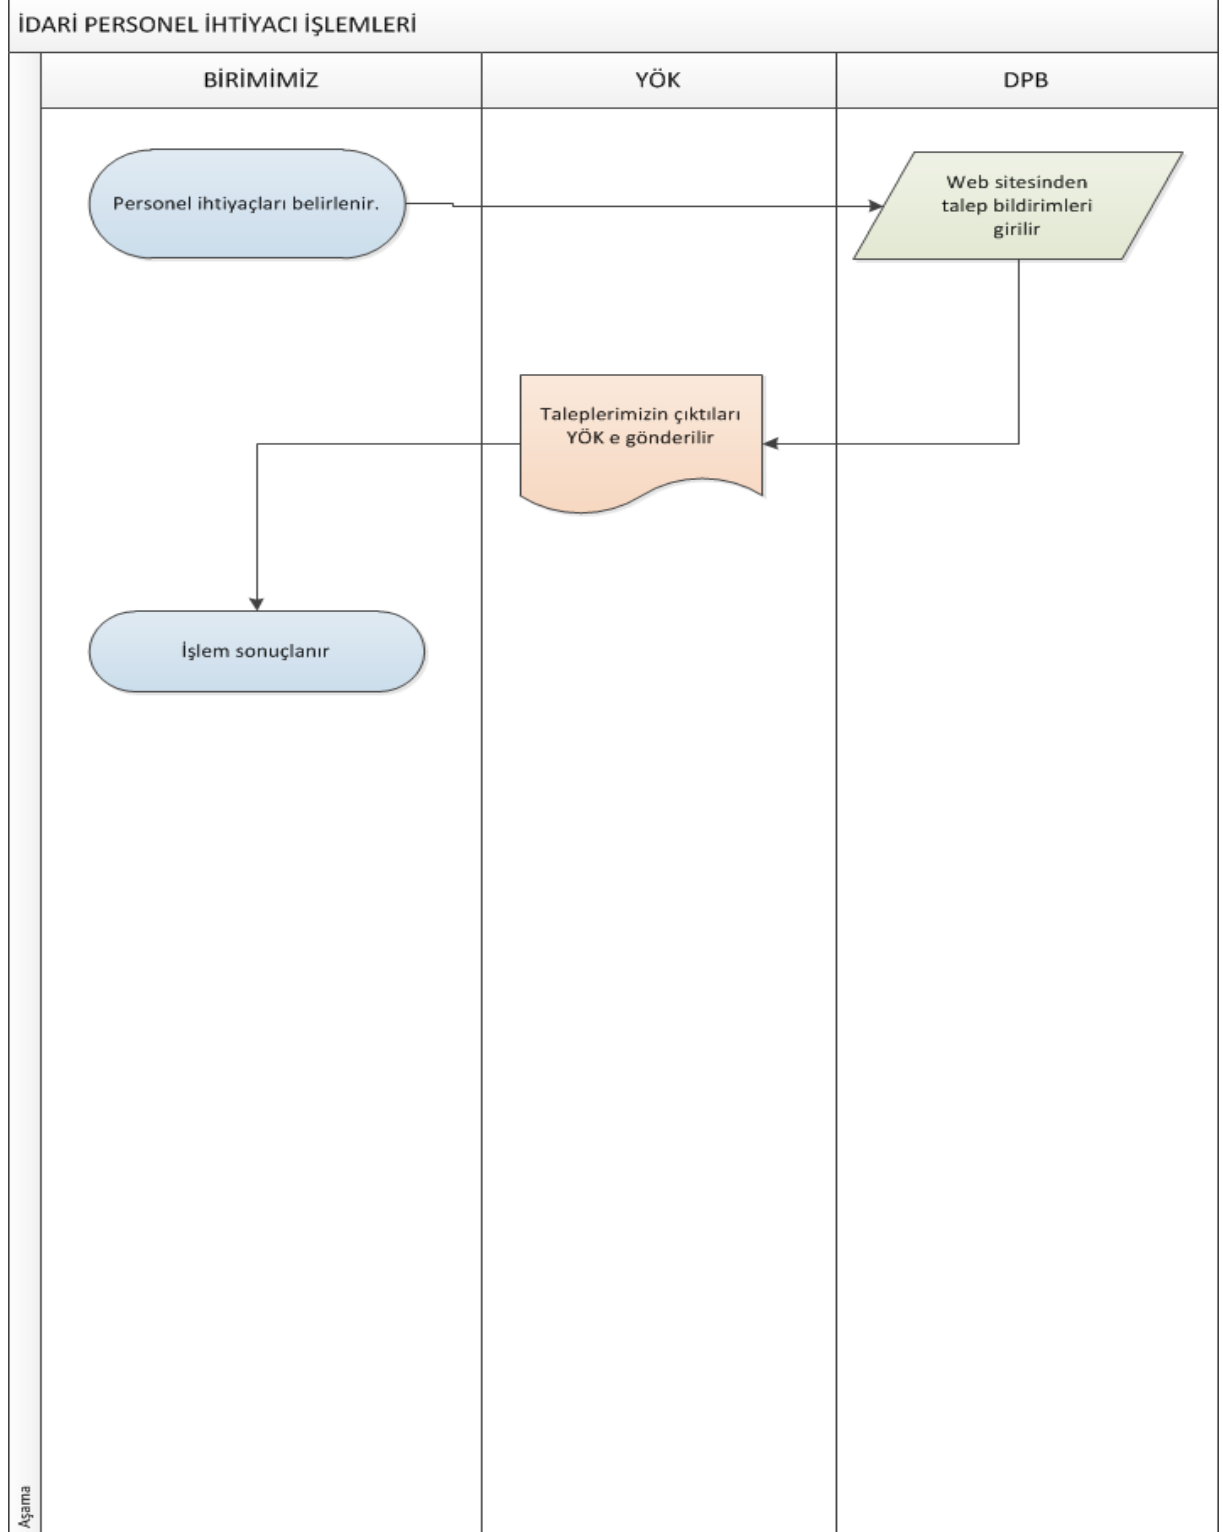 İDARİ PERSONEL İHTİYACI İŞLEMLERİ
BİRİMİMİZ
YÖK
DPB
Personel ihtiyaçları belirlenir.
Web sitesinden
talep bildirimleri
girilir
Taleplerimizin çıktıları
YÖK e gönderilir
İşlem sonuçlanır
Aşama